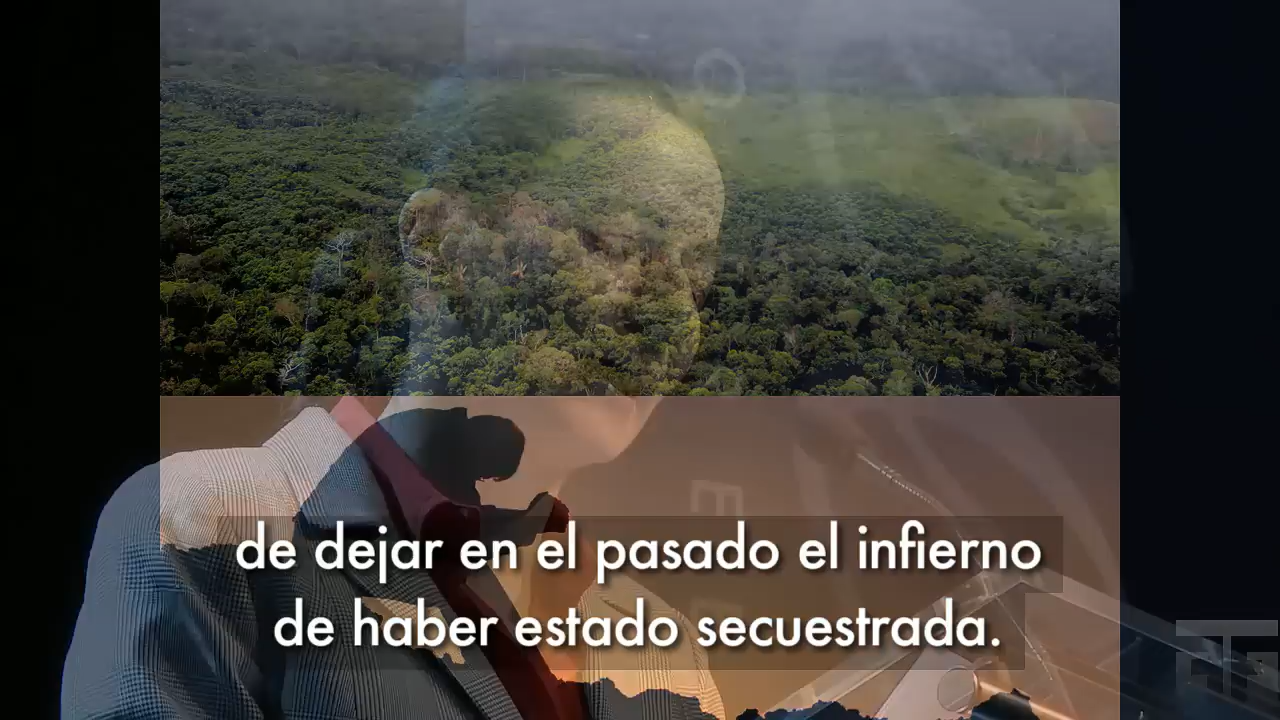 de dejar en el pasado el infierno
de haber estado secuestrada.